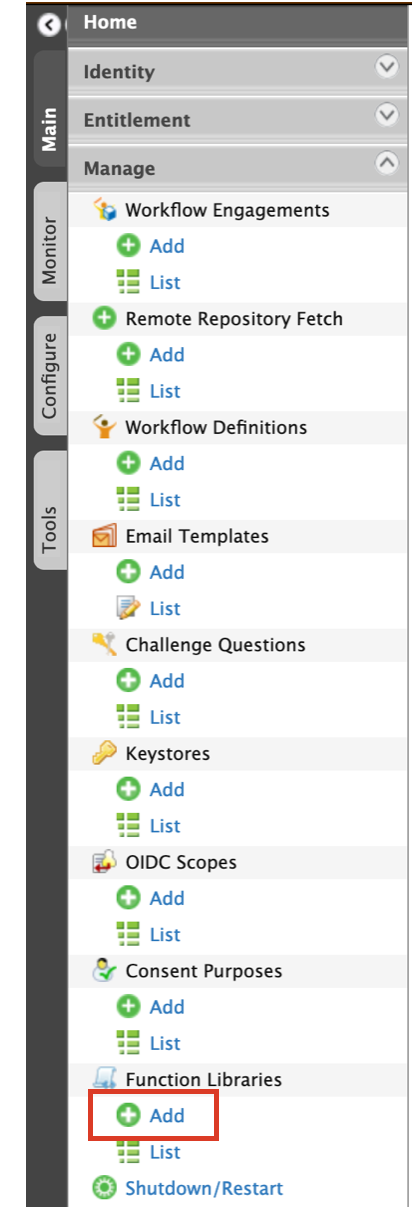 Home
Identity
Entitlement
Manage
Workflow Engagements
Add
List
Remote Repository Fetch
Add
List
Workflow Definitions
Add
List
Email Templates
Add
List
Challenge Questions
Add
List
Keystores
Add
List
OIDC Scopes
Add
List
Consent Purposes
Add
List
Function Libraries
Add
List
Shutdown/Restart
Main
Monitor
Configure
Tools